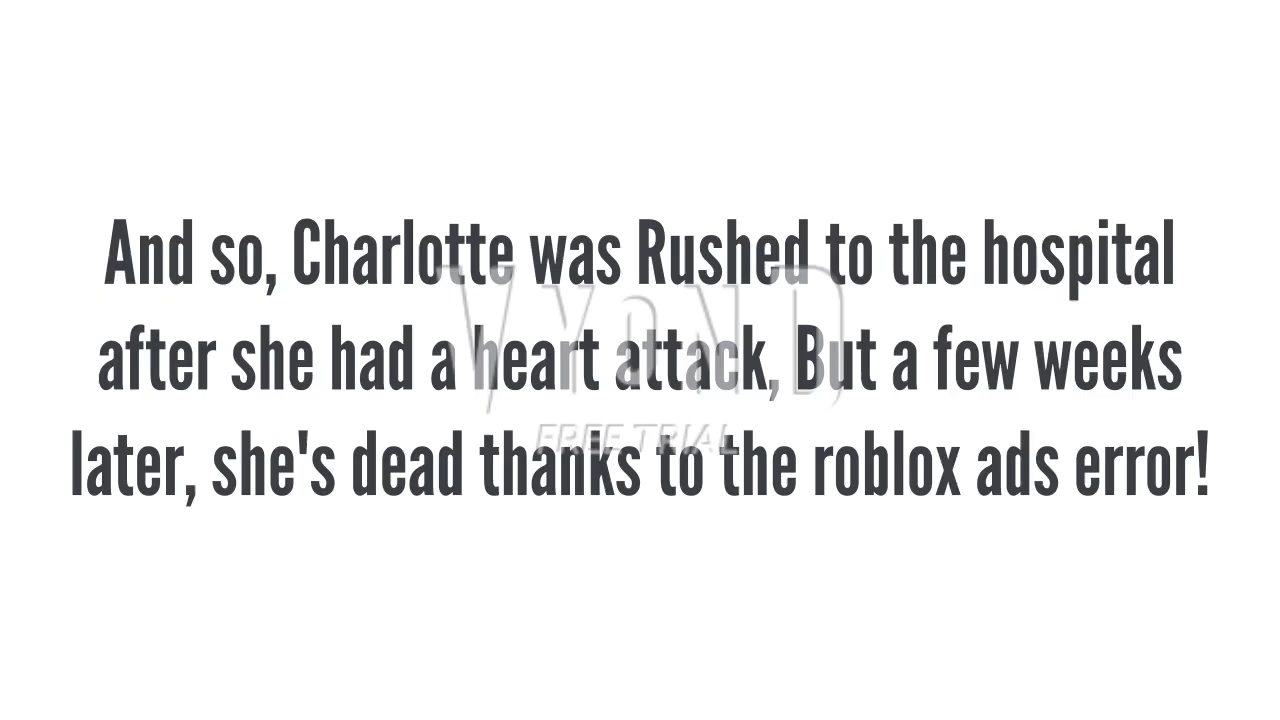 And so, Charlotte was Rushed to the hospital
after she had a heart attack, But a few weeks
later, she's dead thanks to the roblox ads error!
VYOND
FREE TRIAL